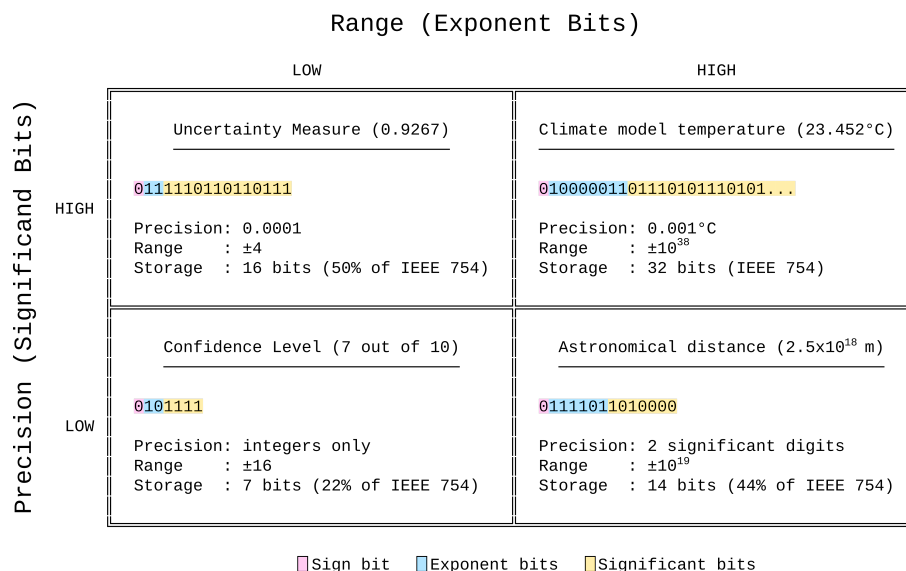 Range (Exponent Bits)
LOW HIGH
Precision (Significand Bits)
HIGH
Uncertainty Measure (0.9267)
0111110110110111
Precision: 0.0001
Range : ±4
Storage : 16 bits (50% of IEEE 754)
Climate model temperature (23.452°C)
01000001101110101110101...
Precision: 0.001°C
Range : ±10³⁸
Storage : 32 bits (IEEE 754)
LOW
Confidence Level (7 out of 10)
0101111
Precision: integers only
Range : ±16
Storage : 7 bits (22% of IEEE 754)
Astronomical distance (2.5x10¹⁸ m)
01111011010000
Precision: 2 significant digits
Range : ±10¹⁹
Storage : 14 bits (44% of IEEE 754)
Sign bit Exponent bits Significant bits